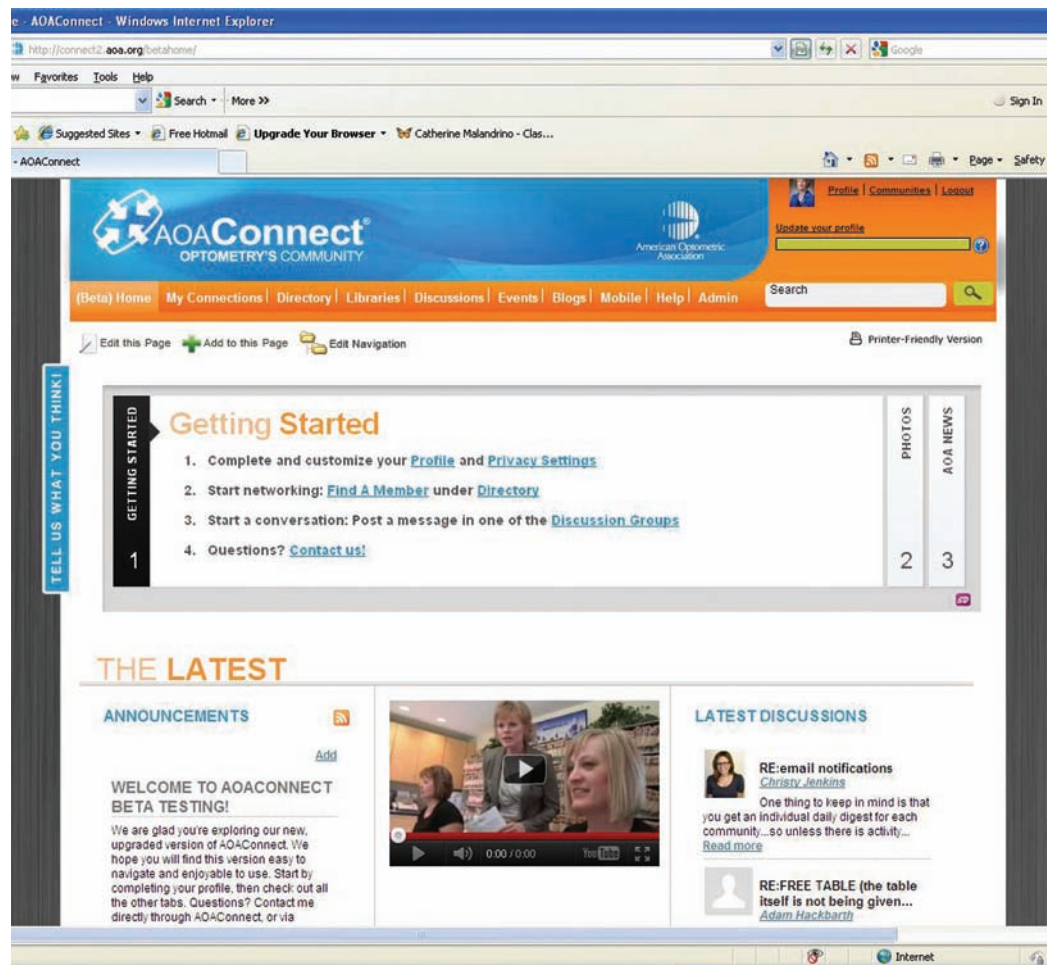 e - AOAConnect - Windows Internet Explorer
http://connect2.aoa.org/betahome/
Google
w Favorites Tools Help
Search More >>
Sign In
Suggested Sites Free Hotmail Upgrade Your Browser Catherine Malandrino - Clas...
- AOAConnect
Page Safety
AOAConnect®
OPTOMETRY'S COMMUNITY
American Optometric
Association
Profile | Communities | Logout
Update your profile
(Beta) Home My Connections | Directory | Libraries | Discussions | Events | Blogs | Mobile | Help | Admin
Search
Edit this Page Add to this Page Edit Navigation
Printer-Friendly Version
TELL US WHAT YOU THINK!
GETTING STARTED
1
Getting Started
1. Complete and customize your Profile and Privacy Settings
2. Start networking: Find A Member under Directory
3. Start a conversation: Post a message in one of the Discussion Groups
4. Questions? Contact us!
PHOTOS
2
AOA NEWS
3
THE LATEST
ANNOUNCEMENTS
Add
WELCOME TO AOACONNECT
BETA TESTING!
We are glad you're exploring our new,
upgraded version of AOAConnect. We
hope you will find this version easy to
navigate and enjoyable to use. Start by
completing your profile, then check out all
the other tabs. Questions? Contact me
directly through AOAConnect, or via
0:00 / 0:00
YouTube
LATEST DISCUSSIONS
RE:email notifications
Christy Jenkins
One thing to keep in mind is that
you get an individual daily digest for each
community...so unless there is activity...
Read more
RE:FREE TABLE (the table
itself is not being given...
Adam Hackbarth
Internet